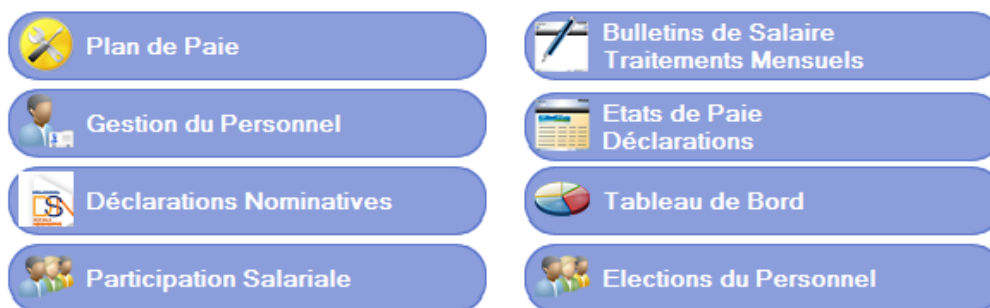 Plan de Paie
Bulletins de Salaire
Traitements Mensuels
Gestion du Personnel
Etats de Paie
Déclarations
Déclarations Nominatives
Tableau de Bord
Participation Salariale
Elections du Personnel